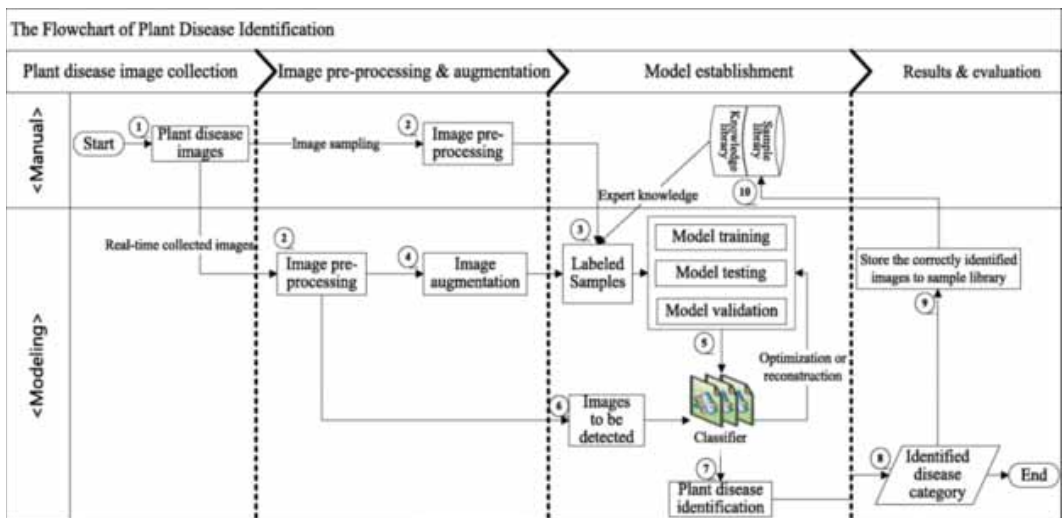 The Flowchart of Plant Disease Identification
Plant disease image collection
Image pre-processing & augmentation
Model establishment
Results & evaluation
<Manual>
Start
1
Plant disease
images
Image sampling
2
Image pre-
processing
Knowledge
library
Sample
library
10
Expert knowledge
<Modeling>
Real-time collected images
2
Image pre-
processing
4
Image
augmentation
3
Labeled
Samples
Model training
Model testing
Model validation
5
Optimization or
reconstruction
Store the correctly identified
images to sample library
9
6
Images
to be
detected
Classifier
7
Plant disease
identification
8
Identified
disease
category
End